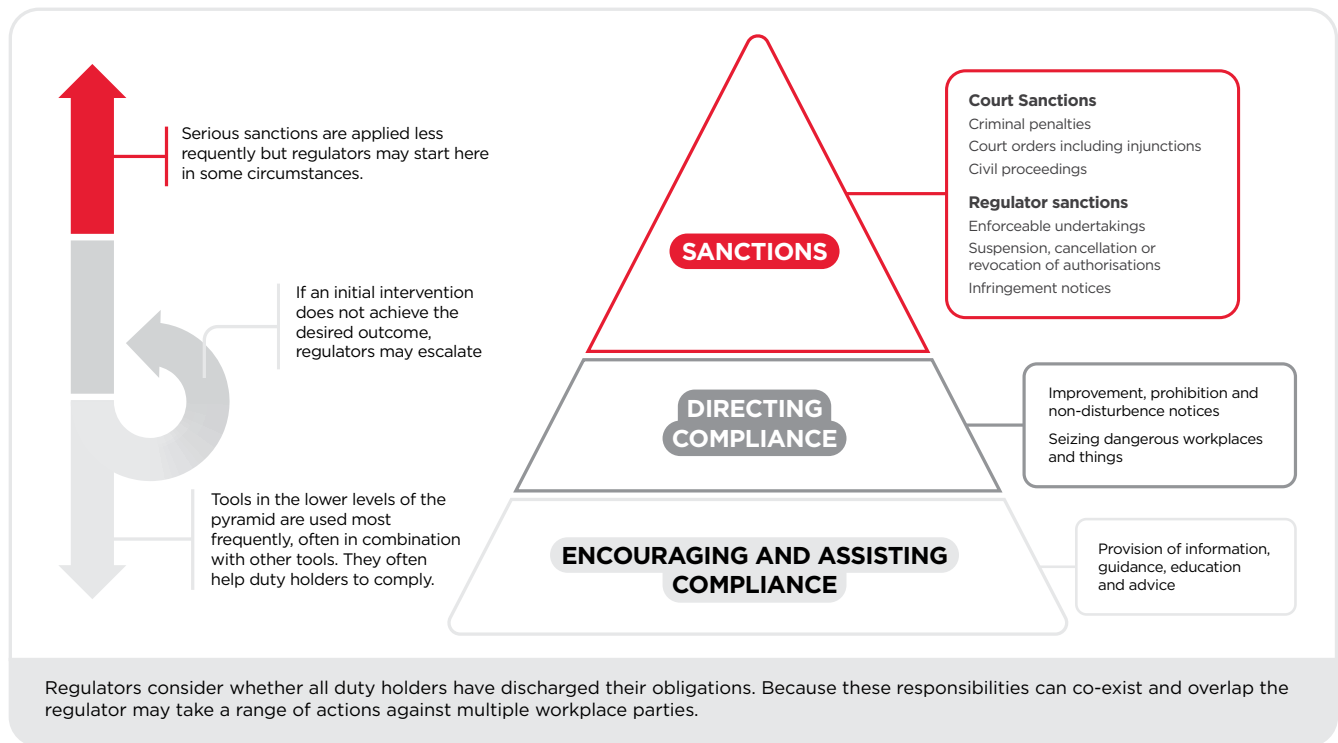 Serious sanctions are applied less
requently but regulators may start here
in some circumstances.
If an initial intervention
does not achieve the
desired outcome,
regulators may escalate
Tools in the lower levels of the
pyramid are used most
frequently, often in combination
with other tools. They often
help duty holders to comply.
SANCTIONS
DIRECTING
COMPLIANCE
ENCOURAGING AND ASSISTING
COMPLIANCE
Court Sanctions
Criminal penalties
Court orders including injunctions
Civil proceedings
Regulator sanctions
Enforceable undertakings
Suspension, cancellation or
revocation of authorisations
Infringement notices
Improvement, prohibition and
non-disturbence notices
Seizing dangerous workplaces
and things
Provision of information,
guidance, education
and advice
Regulators consider whether all duty holders have discharged their obligations. Because these responsibilities can co-exist and overlap the
regulator may take a range of actions against multiple workplace parties.